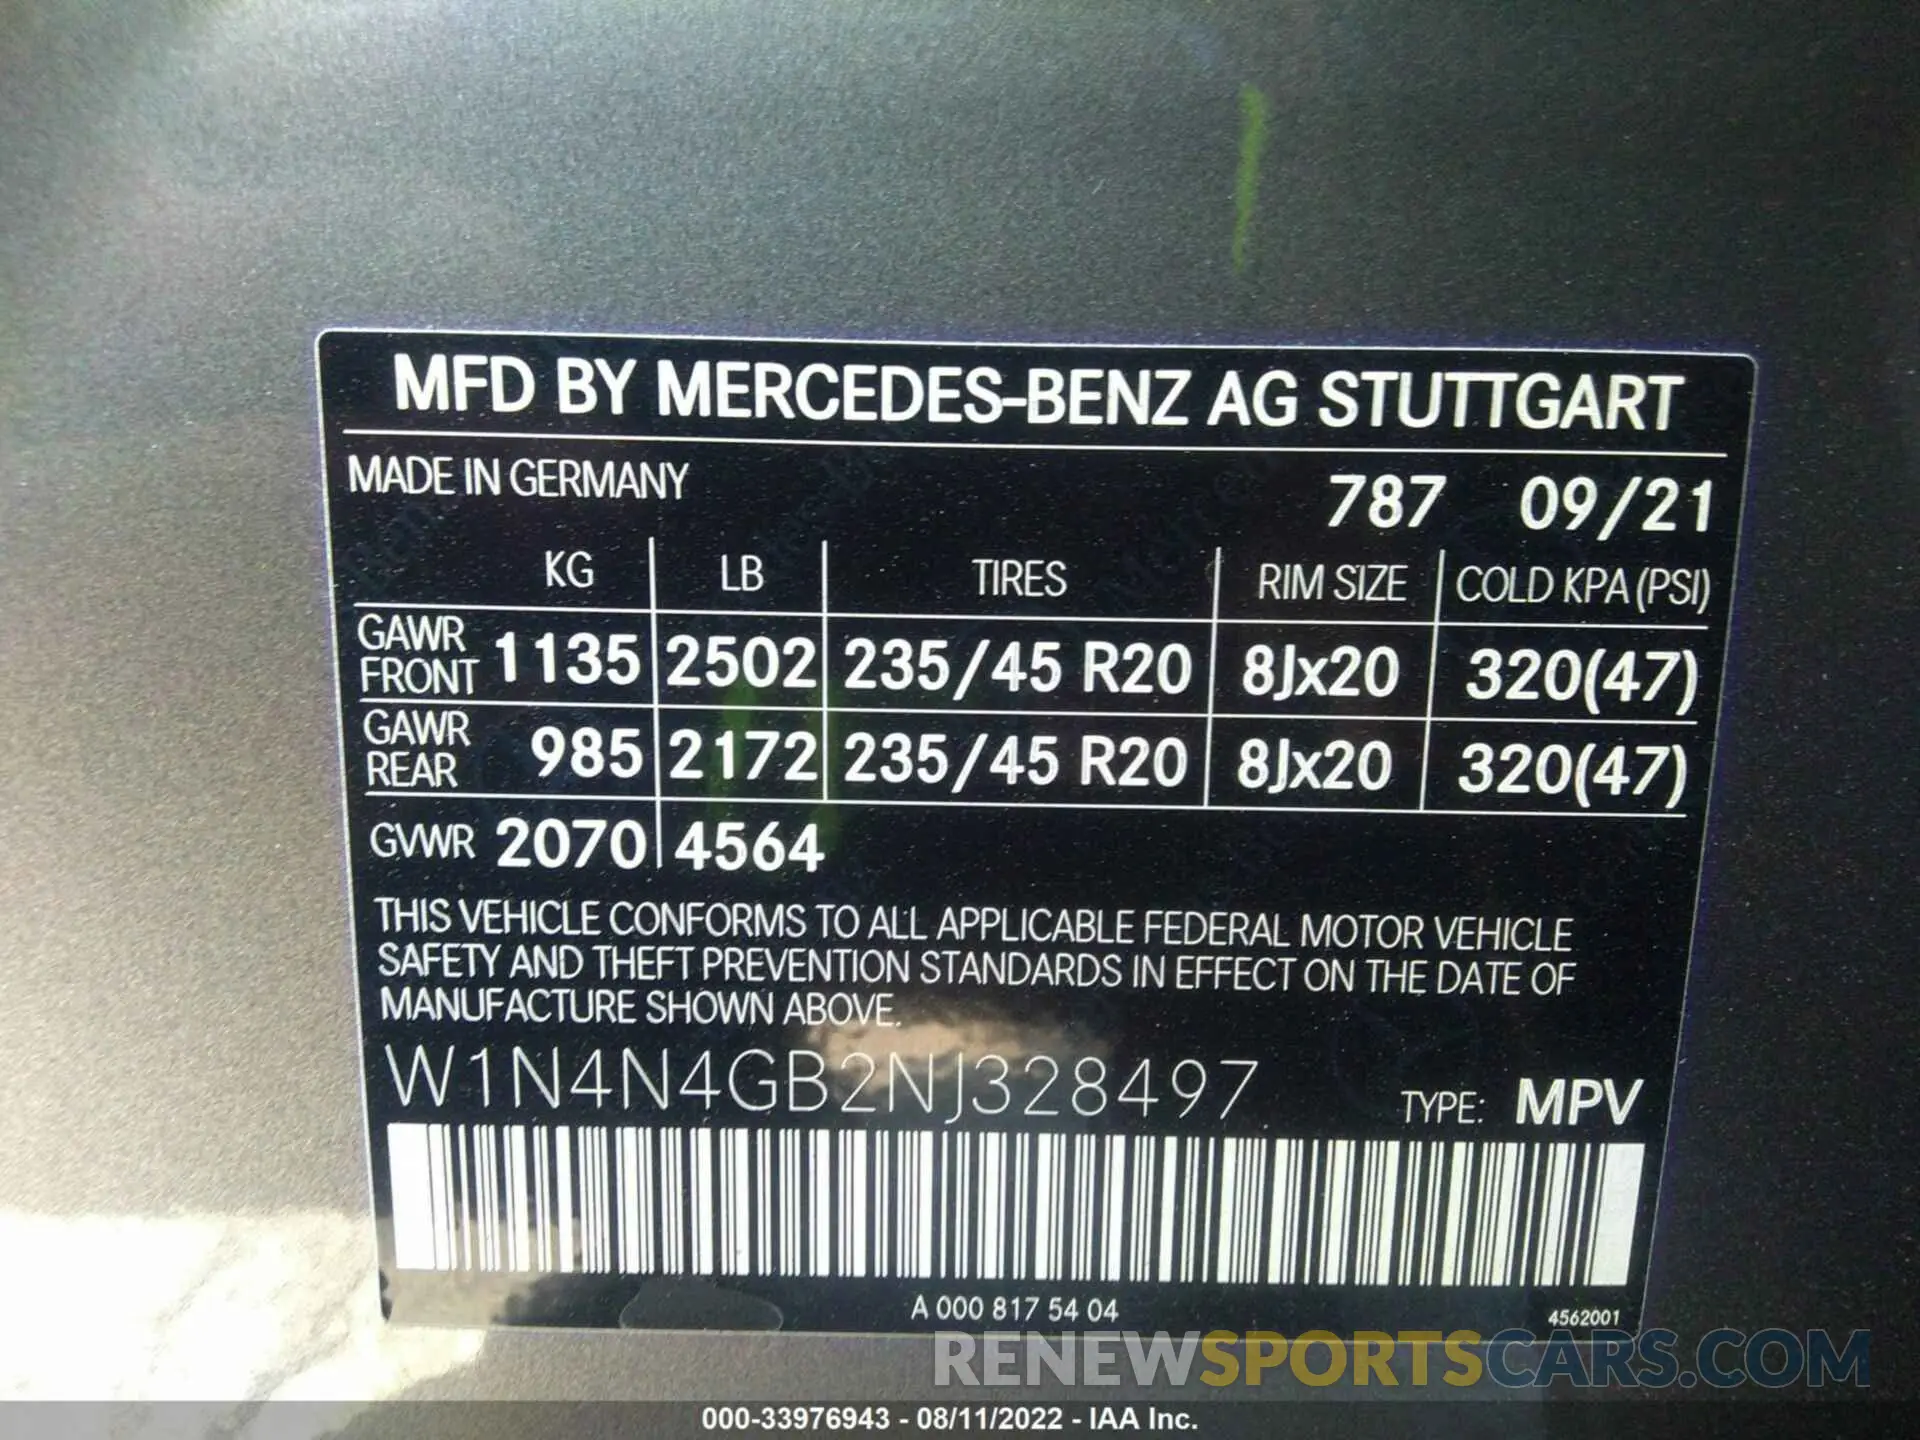 MFD BY MERCEDES-BENZ AG STUTTGART
MADE IN GERMANY 787 09/21
KG LB TIRES RIM SIZE COLD KPA (PSI)
GAWR FRONT 1135 2502 235/45 R20 8Jx20 320(47)
GAWR REAR 985 2172 235/45 R20 8Jx20 320(47)
GVWR 2070 4564
THIS VEHICLE CONFORMS TO ALL APPLICABLE FEDERAL MOTOR VEHICLE
SAFETY AND THEFT PREVENTION STANDARDS IN EFFECT ON THE DATE OF
MANUFACTURE SHOWN ABOVE.
W1N4N4GB2NJ328497 TYPE: MPV
A 000 817 54 04 4562001
RENEWSPORTSCARS.COM
000-33976943 - 08/11/2022 - IAA Inc.